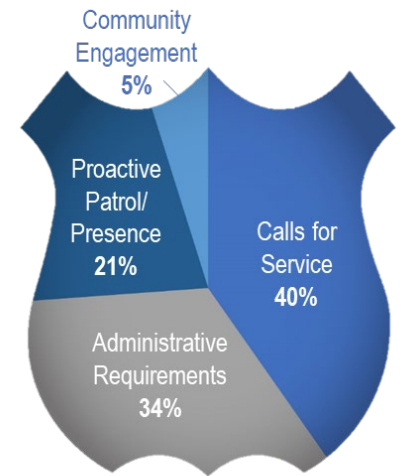 Community
Engagement
5%
Proactive
Patrol/
Presence
21%
Calls for
Service
40%
Administrative
Requirements
34%